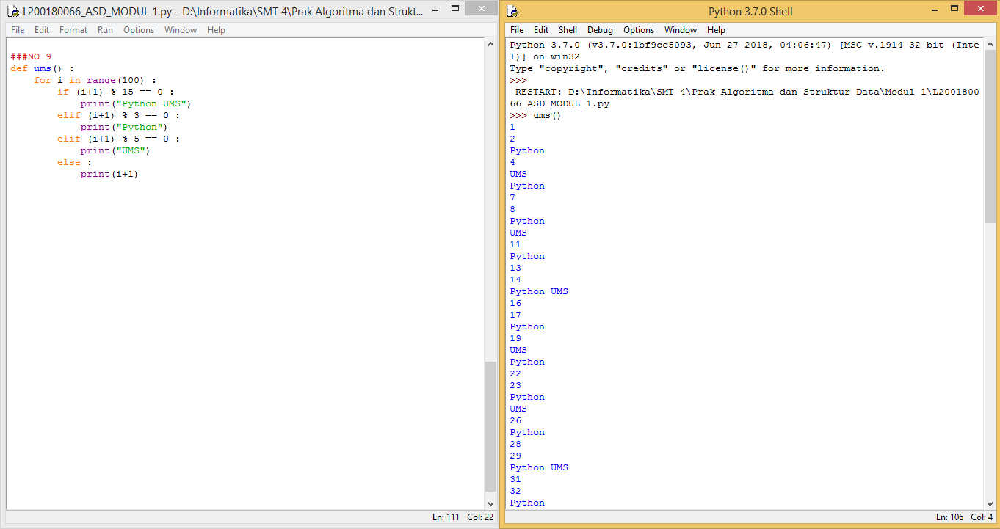 L200180066_ASD_MODUL 1.py - D:\Informatika\SMT 4\Prak Algoritma dan Strukt...
File Edit Format Run Options Window Help
###NO 9
def ums() :
    for i in range(100) :
        if (i+1) % 15 == 0 :
            print("Python UMS")
        elif (i+1) % 3 == 0 :
            print("Python")
        elif (i+1) % 5 == 0 :
            print("UMS")
        else :
            print(i+1)
Ln: 111 Col: 22
Python 3.7.0 Shell
File Edit Shell Debug Options Window Help
Python 3.7.0 (v3.7.0:1bf9cc5093, Jun 27 2018, 04:06:47) [MSC v.1914 32 bit (Inte
l)] on win32
Type "copyright", "credits" or "license()" for more information.
>>>
 RESTART: D:\Informatika\SMT 4\Prak Algoritma dan Struktur Data\Modul 1\L2001800
66_ASD_MODUL 1.py
>>> ums()
1
2
Python
4
UMS
Python
7
8
Python
UMS
11
Python
13
14
Python UMS
16
17
Python
19
UMS
Python
22
23
Python
UMS
26
Python
28
29
Python UMS
31
32
Python
Ln: 106 Col: 4